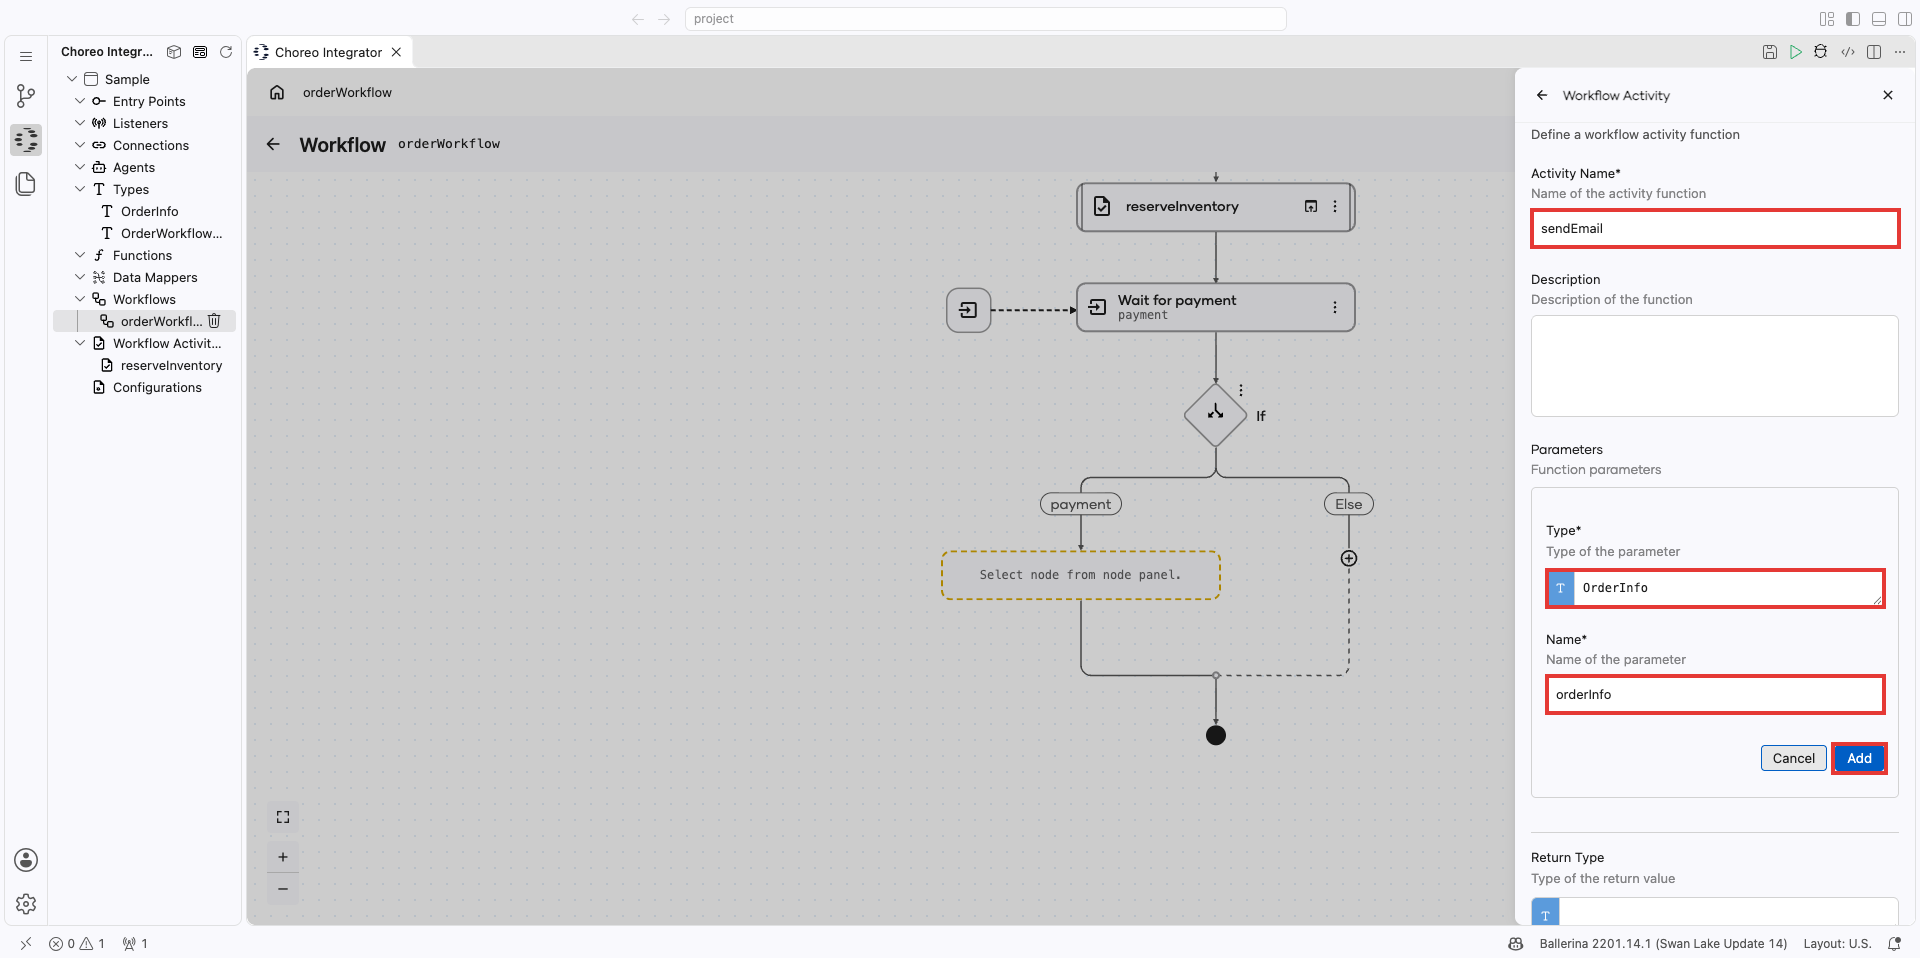 project
Choreo Integr...
Sample
Entry Points
Listeners
Connections
Agents
Types
OrderInfo
OrderWorkflow...
Functions
Data Mappers
Workflows
orderWorkfl...
Workflow Activit...
reserveInventory
Configurations
Choreo Integrator
orderWorkflow
Workflow orderWorkflow
reserveInventory
Wait for payment
payment
If
payment
Else
Select node from node panel.
Workflow Activity
Define a workflow activity function
Activity Name*
Name of the activity function
sendEmail
Description
Description of the function
Parameters
Function parameters
Type*
Type of the parameter
T OrderInfo
Name*
Name of the parameter
orderInfo
Cancel Add
Return Type
Type of the return value
T
0 1 1
Ballerina 2201.14.1 (Swan Lake Update 14) Layout: U.S.